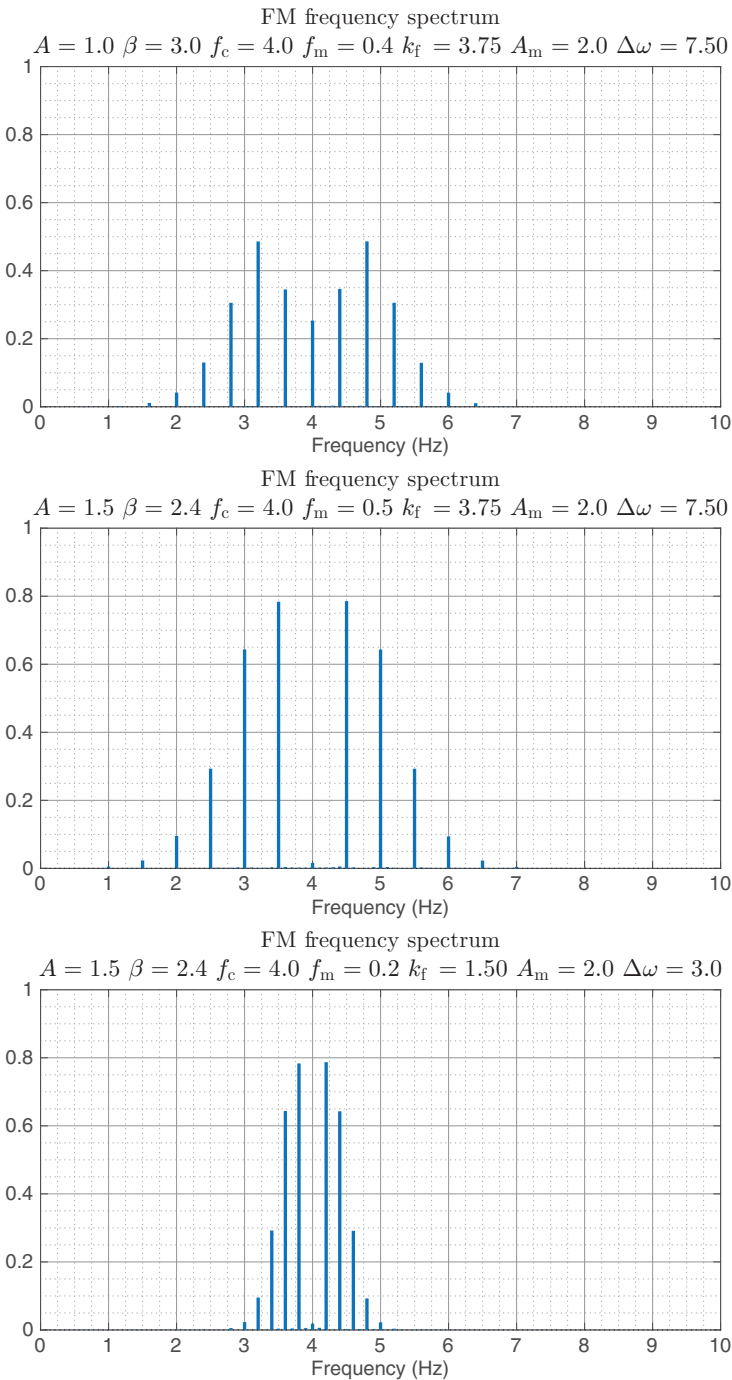 FM frequency spectrum
A = 1.0 β = 3.0 f_c = 4.0 f_m = 0.4 k_f = 3.75 A_m = 2.0 Δω = 7.50
1
0.8
0.6
0.4
0.2
0
0 1 2 3 4 5 6 7 8 9 10
Frequency (Hz)
FM frequency spectrum
A = 1.5 β = 2.4 f_c = 4.0 f_m = 0.5 k_f = 3.75 A_m = 2.0 Δω = 7.50
1
0.8
0.6
0.4
0.2
0
0 1 2 3 4 5 6 7 8 9 10
Frequency (Hz)
FM frequency spectrum
A = 1.5 β = 2.4 f_c = 4.0 f_m = 0.2 k_f = 1.50 A_m = 2.0 Δω = 3.0
1
0.8
0.6
0.4
0.2
0
0 1 2 3 4 5 6 7 8 9 10
Frequency (Hz)